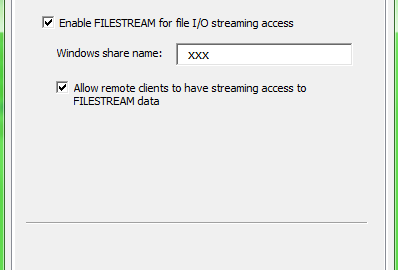 Enable FILESTREAM for file I/O streaming access
Windows share name: xxx
Allow remote clients to have streaming access to
FILESTREAM data